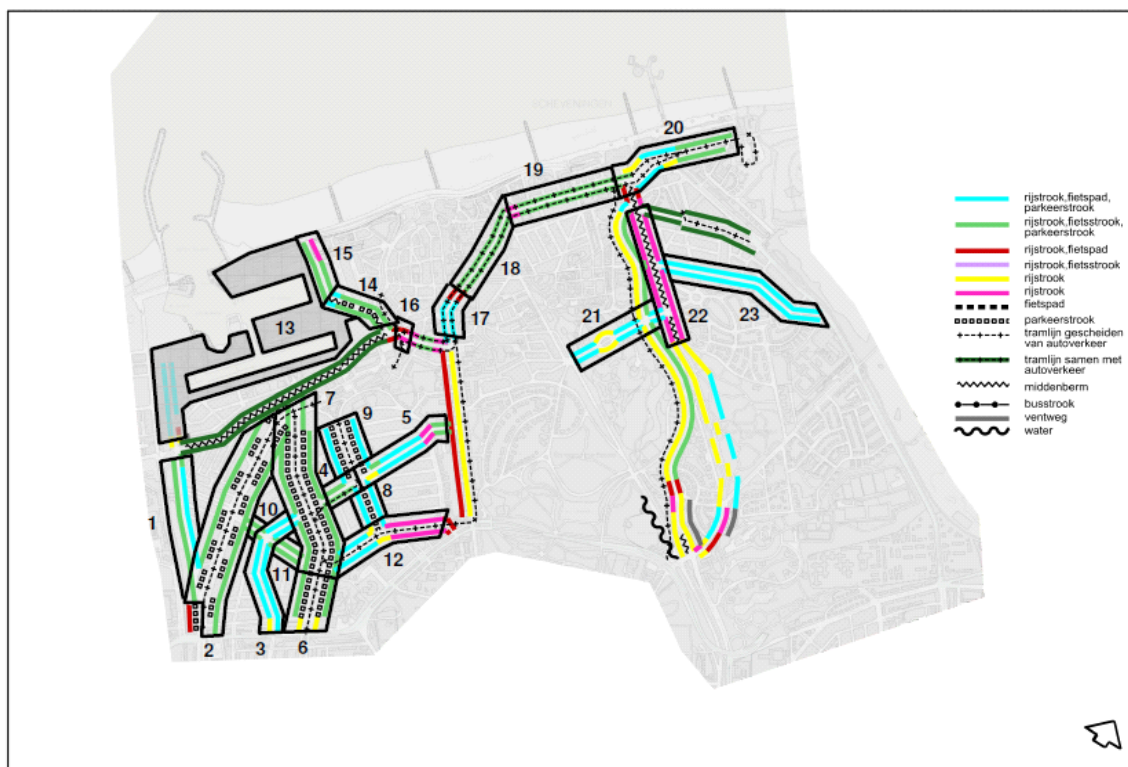 SCHEVENINGEN
20
19
15
18
14
16
17
13
21
22
23
7
9
5
4
8
10
1
11
12
2
3
6
rijstrook,fietspad,
parkeerstrook
rijstrook,fietsstrook,
parkeerstrook
rijstrook,fietspad
rijstrook,fietsstrook
rijstrook
rijstrook
fietspad
parkeerstrook
tramlijn gescheiden
van autoverkeer
tramlijn samen met
autoverkeer
middenberm
busstrook
ventweg
water